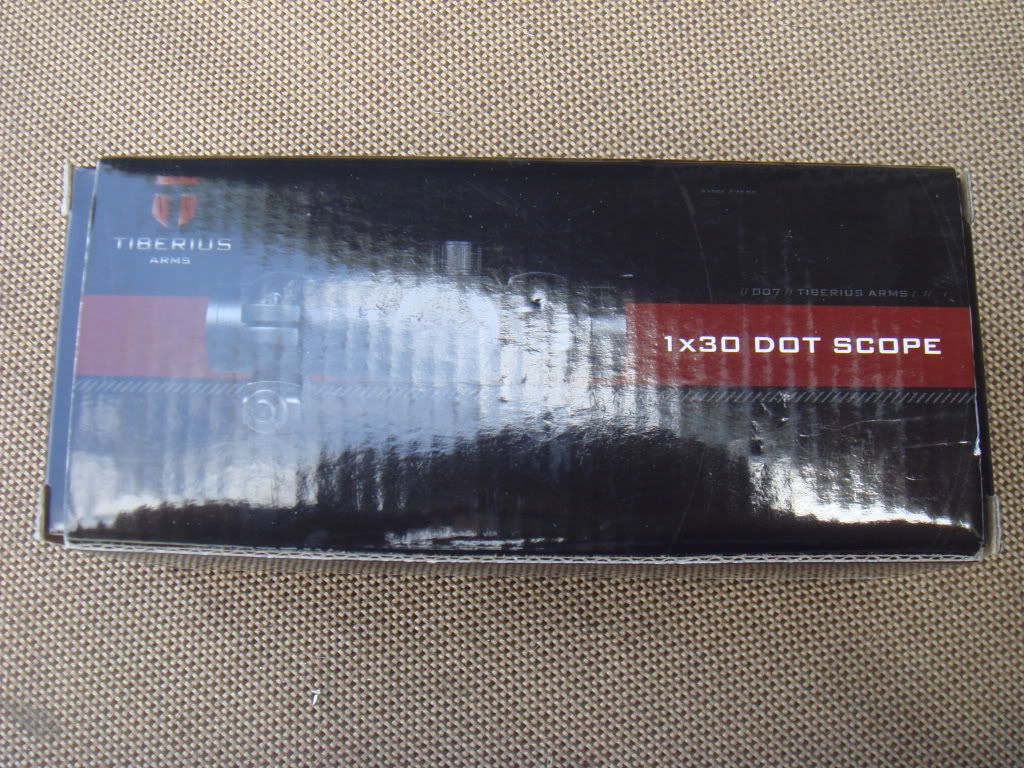 TIBERIUS
ARMS
// 007 // TIBERIUS ARMS / . //
1x30 DOT SCOPE